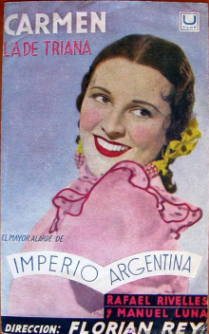 CARMEN
LA DE TRIANA
U
EL MAYOR ALARDE DE
IMPERIO ARGENTINA
RAFAEL RIVELLES
Y MANUEL LUNA
DIRECCION: FLORIAN REY